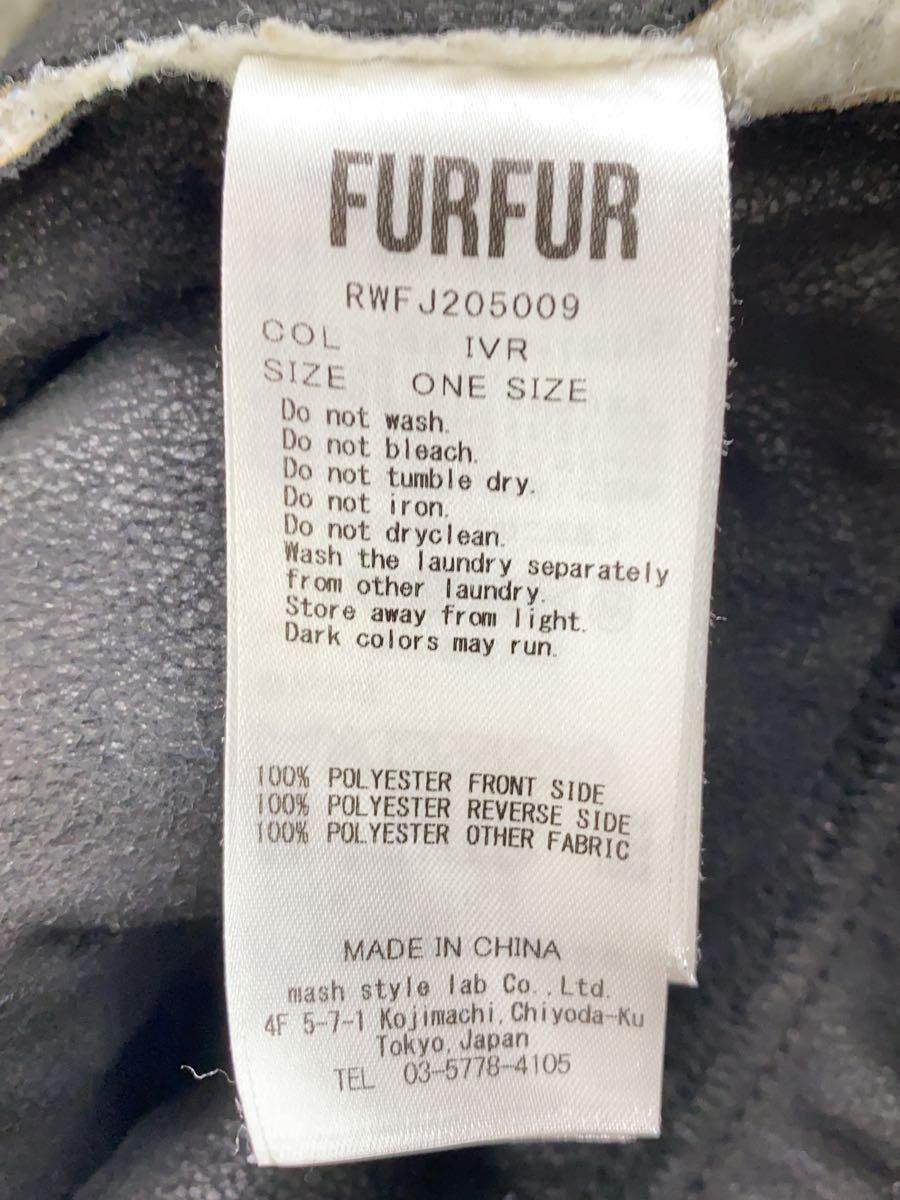 FURFUR
RWFJ205009
COL IVR
SIZE ONE SIZE
Do not wash.
Do not bleach.
Do not tumble dry.
Do not iron.
Do not dryclean.
Wash the laundry separately
from other laundry.
Store away from light.
Dark colors may run.
100% POLYESTER FRONT SIDE
100% POLYESTER REVERSE SIDE
100% POLYESTER OTHER FABRIC
MADE IN CHINA
mash style lab Co.,Ltd.
4F 5-7-1 Kojimachi,Chiyoda-Ku
Tokyo,Japan
TEL 03-5778-4105